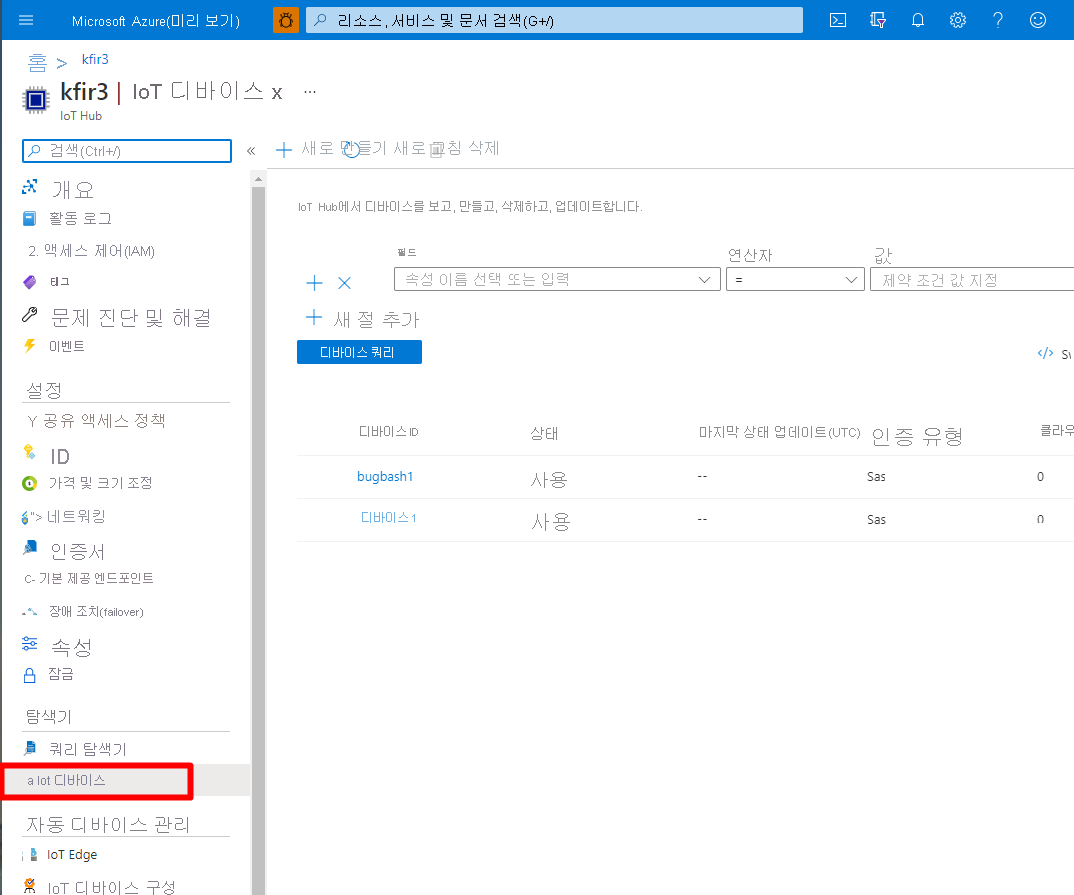 Microsoft Azure(미리 보기)
리소스, 서비스 및 문서 검색(G+/)
홈 > kfir3
kfir3 | IoT 디바이스 x ...
IoT Hub
검색(Ctrl+/)
«
+ 새로 만들기 새로 고침 삭제
개요
활동 로그
2. 액세스 제어(IAM)
태그
문제 진단 및 해결
이벤트
설정
Y 공유 액세스 정책
ID
가격 및 크기 조정
"> 네트워킹
인증서
C- 기본 제공 엔드포인트
장애 조치(failover)
속성
잠금
탐색기
쿼리 탐색기
a Iot 디바이스
자동 디바이스 관리
IoT Edge
IoT 디바이스 구성
IoT Hub에서 디바이스를 보고, 만들고, 삭제하고, 업데이트합니다.
필드 연산자 값
속성 이름 선택 또는 입력 = 제약 조건 값 지정
+ 새 절 추가
디바이스 쿼리
</>
디바이스 ID 상태 마지막 상태 업데이트(UTC) 인증 유형 클라우
bugbash1 사용 -- Sas 0
디바이스 1 사용 -- Sas 0